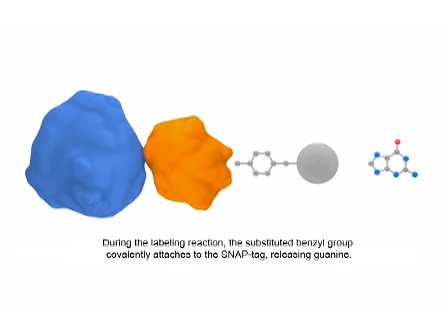 During the labeling reaction, the substituted benzyl group
covalently attaches to the SNAP-tag, releasing guanine.